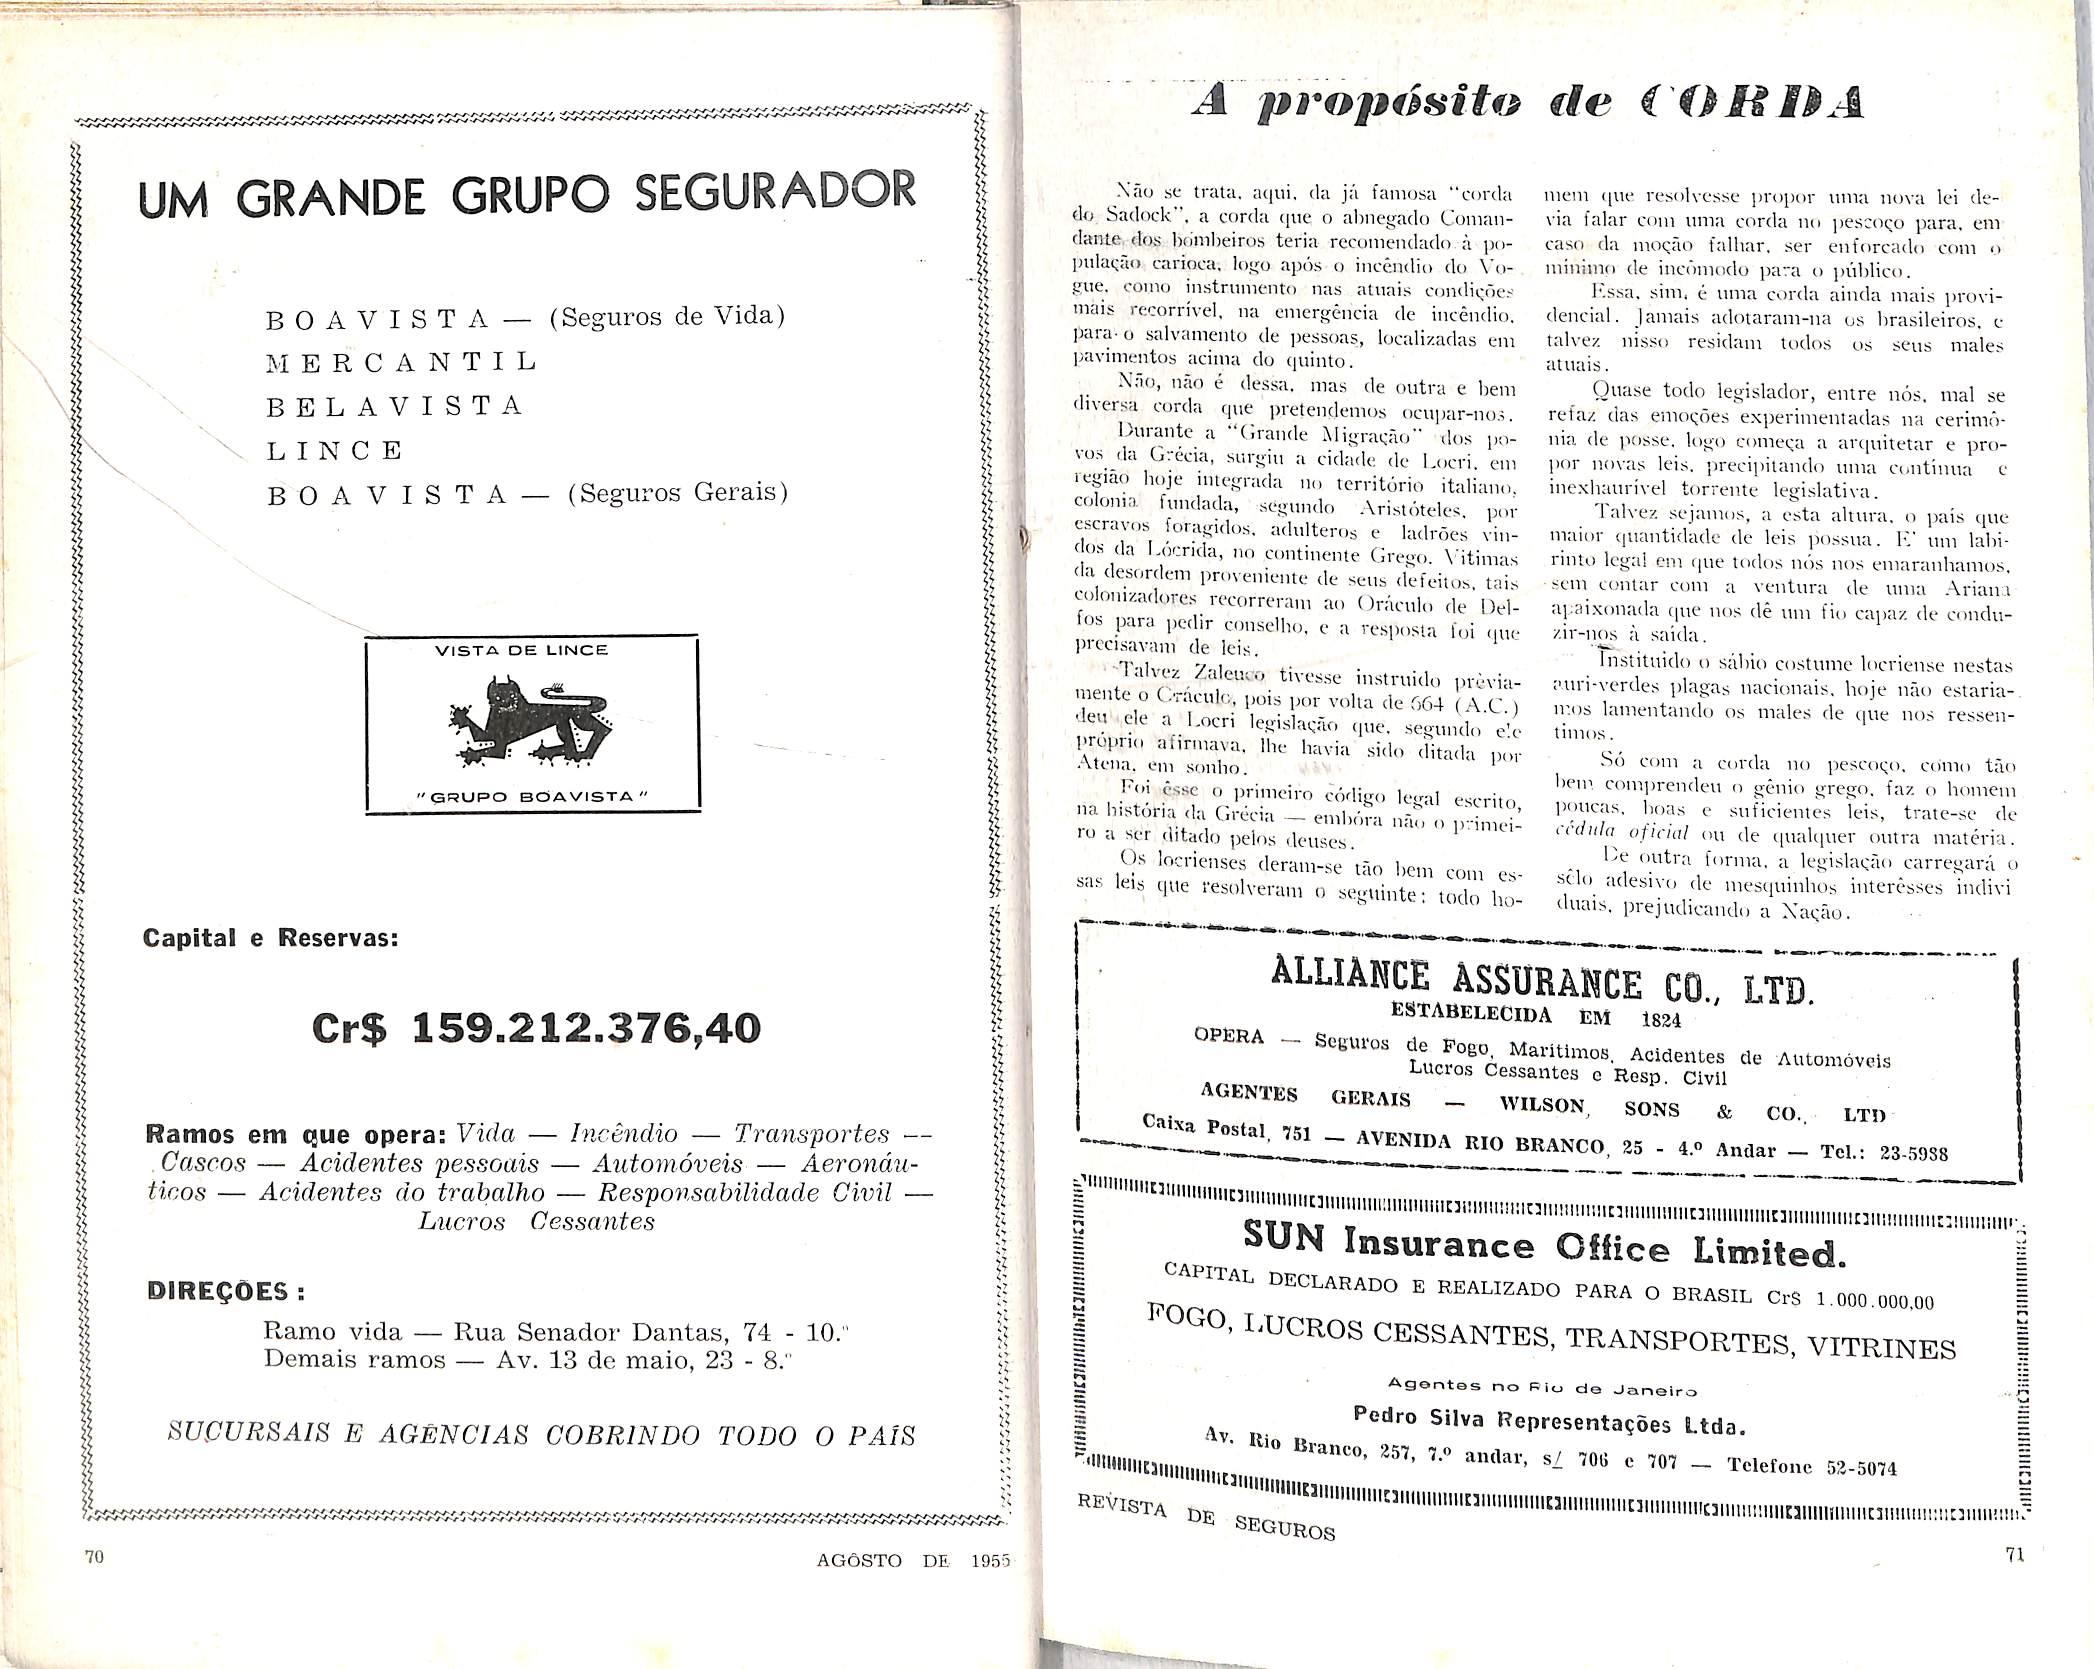 UM GRANDE GRUPO SEGURADOR
BOAVISTA — (Seguros de Vida)
MERCANTIL
BELAVISTA
LINCE
BOAVISTA — (Seguros Gerais)
VISTA DE LINCE
"GRUPO BOAVISTA"
Capital e Reservas:
Cr$ 159.212.376,40
Ramos em que opera: Vida — Incêndio — Transportes —
Cascos — Acidentes pessoais — Automóveis — Aeronáu-
ticos — Acidentes do trabalho — Responsabilidade Civil —
Lucros Cessantes
DIREÇÕES :
Ramo vida — Rua Senador Dantas, 74 - 10.º
Demais ramos — Av. 13 de maio, 23 - 8.º
SUCURSAIS E AGÊNCIAS COBRINDO TODO O PAÍS
70
AGÔSTO DE 1955
A propósito de CORDA
Não se trata, aqui, da já famosa "corda
do Sadock", a corda que o abnegado Coman-
dante dos bombeiros teria recomendado à po-
pulação carioca, logo após o incêndio do Vo-
gue, como instrumento nas atuais condições
mais recorrível, na emergência de incêndio,
para o salvamento de pessoas, localizadas em
pavimentos acima do quinto.
Não, não é dessa, mas de outra e bem
diversa corda que pretendemos ocupar-nos.
Durante a "Grande Migração" dos po-
vos da Grécia, surgiu a cidade de Locri, em
região hoje integrada no território italiano,
colonia fundada, segundo Aristóteles, por
escravos foragidos, adulteros e ladrões vin-
dos da Lócrida, no continente Grego. Vitimas
da desordem proveniente de seus defeitos, tais
colonizadores recorreram ao Oráculo de Del-
fos para pedir conselho, e a resposta foi que
precisavam de leis.
Talvez Zaleuco tivesse instruido prèvia-
mente o Oráculo, pois por volta de 664 (A.C.)
deu ele a Locri legislação que, segundo ele
próprio afirmava, lhe havia sido ditada por
Atena, em sonho.
Foi êsse o primeiro código legal escrito,
na história da Grécia — embóra não o primei-
ro a ser ditado pelos deuses.
Os locrienses deram-se tão bem com es-
sas leis que resolveram o seguinte: todo ho-
mem que resolvesse propor uma nova lei de-
via falar com uma corda no pescoço para, em
caso da moção falhar, ser enforcado com o
mínimo de incômodo para o público.
Essa, sim, é uma corda ainda mais provi-
dencial. Jamais adotaram-na os brasileiros, e
talvez nisso residam todos os seus males
atuais.
Quase todo legislador, entre nós, mal se
refaz das emoções experimentadas na cerimô-
nia de posse, logo começa a arquitetar e pro-
por novas leis, precipitando uma contínua e
inexhaurível torrente legislativa.
Talvez sejamos, a esta altura, o país que
maior quantidade de leis possua. E' um labi-
rinto legal em que todos nós nos emaranhamos,
sem contar com a ventura de uma Ariana
apaixonada que nos dê um fio capaz de condu-
zir-nos à saída.
Instituido o sábio costume locriense nestas
auri-verdes plagas nacionais, hoje não estaria-
mos lamentando os males de que nos ressen-
timos.
Só com a corda no pescoço, como tão
bem comprendeu o gênio grego, faz o homem
poucas, boas e suficientes leis, trate-se de
cédula oficial ou de qualquer outra matéria.
De outra forma, a legislação carregará o
sêlo adesivo de mesquinhos interêsses indivi
duais, prejudicando a Nação.
ALLIANCE ASSURANCE CO., LTD.
ESTABELECIDA EM 1824
OPERA — Seguros de Fogo, Marítimos, Acidentes de Automóveis
Lucros Cessantes e Resp. Civil
AGENTES GERAIS — WILSON, SONS & CO., LTD
Caixa Postal, 751 — AVENIDA RIO BRANCO, 25 - 4.º Andar — Tel.: 23-5988
SUN Insurance Office Limited.
CAPITAL DECLARADO E REALIZADO PARA O BRASIL Cr$ 1.000.000,00
FOGO, LUCROS CESSANTES, TRANSPORTES, VITRINES
Agentes no Rio de Janeiro
Pedro Silva Representações Ltda.
Av. Rio Branco, 257, 7.º andar, s/ 706 e 707 — Telefone 52-5074
REVISTA DE SEGUROS
71